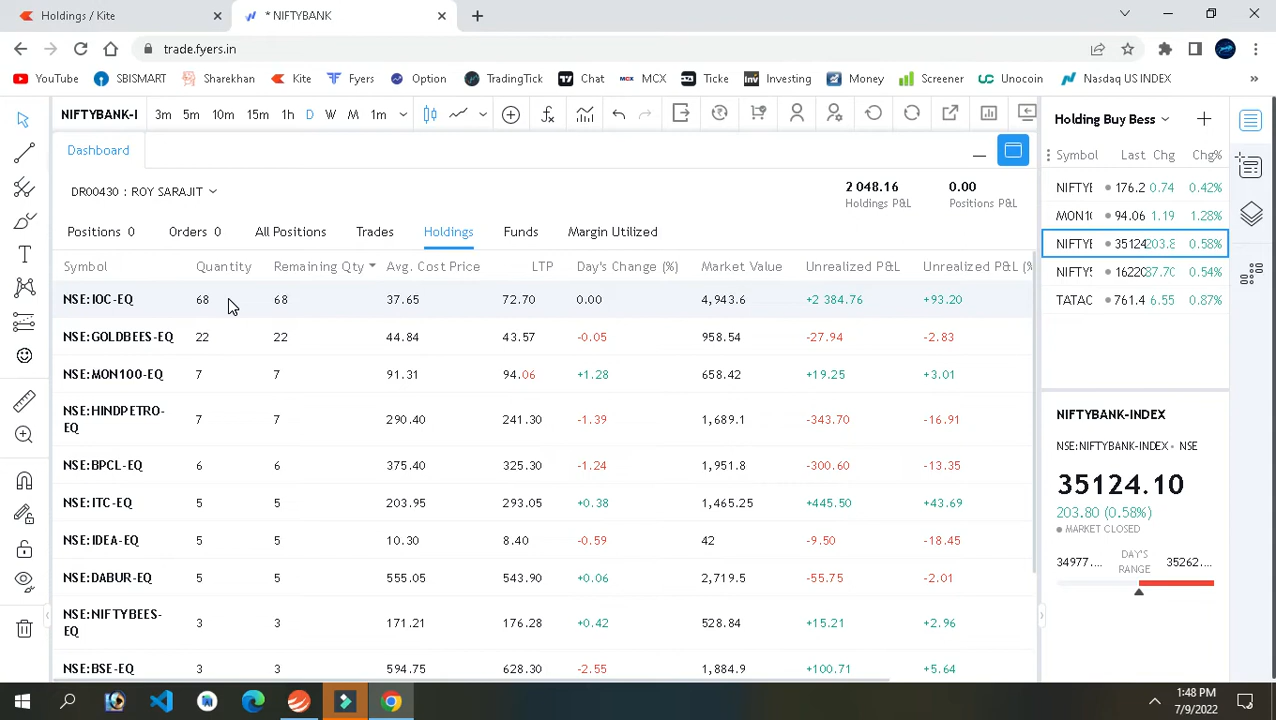 Holdings / Kite
* NIFTYBANK
trade.fyers.in
YouTube SBISMART Sharekhan Kite Fyers Option TradingTick Chat MCX Ticke Investing Money Screener Unocoin Nasdaq US INDEX
NIFTYBANK-I 3m 5m 10m 15m 1h D W M 1m
Holding Buy Bess
Dashboard
DR00430 : ROY SARAJIT
2 048.16 0.00
Holdings P&L Positions P&L
Positions 0 Orders 0 All Positions Trades Holdings Funds Margin Utilized
Symbol Quantity Remaining Qty Avg. Cost Price LTP Day's Change (%) Market Value Unrealized P&L Unrealized P&L (%
NSE:IOC-EQ 68 68 37.65 72.70 0.00 4,943.6 +2 384.76 +93.20
NSE:GOLDBEES-EQ 22 22 44.84 43.57 -0.05 958.54 -27.94 -2.83
NSE:MON100-EQ 7 7 91.31 94.06 +1.28 658.42 +19.25 +3.01
NSE:HINDPETRO-
EQ 7 7 290.40 241.30 -1.39 1,689.1 -343.70 -16.91
NSE:BPCL-EQ 6 6 375.40 325.30 -1.24 1,951.8 -300.60 -13.35
NSE:ITC-EQ 5 5 203.95 293.05 +0.38 1,465.25 +445.50 +43.69
NSE:IDEA-EQ 5 5 10.30 8.40 -0.59 42 -9.50 -18.45
NSE:DABUR-EQ 5 5 555.05 543.90 +0.06 2,719.5 -55.75 -2.01
NSE:NIFTYBEES-
EQ 3 3 171.21 176.28 +0.42 528.84 +15.21 +2.96
NSE:BSE-EQ 3 3 594.75 628.30 -2.55 1,884.9 +100.71 +5.64
Symbol Last Chg Chg%
NIFTYE 176.2 0.74 0.42%
MON1( 94.06 1.19 1.28%
NIFTYE 35124 203.8 0.58%
NIFTY! 16220 87.70 0.54%
TATAC 761.4 6.55 0.87%
NIFTYBANK-INDEX
NSE:NIFTYBANK-INDEX • NSE
35124.10
203.80 (0.58%)
MARKET CLOSED
34977.... DAY'S RANGE 35262....
1:48 PM
7/9/2022